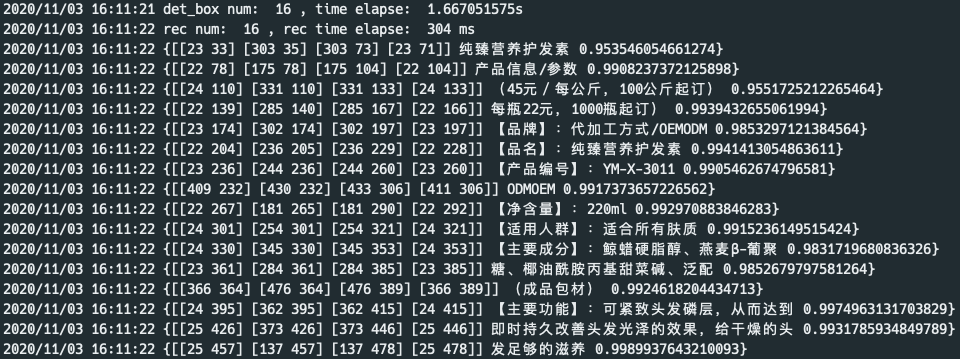 2020/11/03 16:11:21 det_box num:  16 , time elapse:  1.667051575s
2020/11/03 16:11:22 rec num:  16 , rec time elapse:  304 ms
2020/11/03 16:11:22 {[[23 33] [303 35] [303 73] [23 71]] 纯臻营养护发素 0.953546054661274}
2020/11/03 16:11:22 {[[22 78] [175 78] [175 104] [22 104]] 产品信息/参数 0.9908237372125898}
2020/11/03 16:11:22 {[[24 110] [331 110] [331 133] [24 133]] （45元／每公斤，100公斤起订） 0.9551725212265464}
2020/11/03 16:11:22 {[[22 139] [285 140] [285 167] [22 166]] 每瓶22元，1000瓶起订） 0.9939432655061994}
2020/11/03 16:11:22 {[[23 174] [302 174] [302 197] [23 197]] 【品牌】：代加工方式/OEMODM 0.9853297121384564}
2020/11/03 16:11:22 {[[22 204] [236 205] [236 229] [22 228]] 【品名】：纯臻营养护发素 0.9941413054863611}
2020/11/03 16:11:22 {[[23 236] [244 236] [244 260] [23 260]] 【产品编号】：YM-X-3011 0.9905462674796581}
2020/11/03 16:11:22 {[[409 232] [430 232] [433 306] [411 306]] ODMOEM 0.9917373657226562}
2020/11/03 16:11:22 {[[22 267] [181 265] [181 290] [22 292]] 【净含量】：220ml 0.992970883846283}
2020/11/03 16:11:22 {[[24 301] [254 301] [254 321] [24 321]] 【适用人群】：适合所有肤质 0.9915236149515424}
2020/11/03 16:11:22 {[[24 330] [345 330] [345 353] [24 353]] 【主要成分】：鲸蜡硬脂醇、燕麦β-葡聚 0.9831719680836326}
2020/11/03 16:11:22 {[[23 361] [284 361] [284 385] [23 385]] 糖、椰油酰胺丙基甜菜碱、泛配 0.9852679797581264}
2020/11/03 16:11:22 {[[366 364] [476 364] [476 389] [366 389]] （成品包材） 0.9924618204434713}
2020/11/03 16:11:22 {[[24 395] [362 395] [362 415] [24 415]] 【主要功能】：可紧致头发磷层，从而达到 0.9974963131703829}
2020/11/03 16:11:22 {[[25 426] [373 426] [373 446] [25 446]] 即时持久改善头发光泽的效果，给干燥的头 0.9931785934849789}
2020/11/03 16:11:22 {[[25 457] [137 457] [137 478] [25 478]] 发足够的滋养 0.9989937643210093}